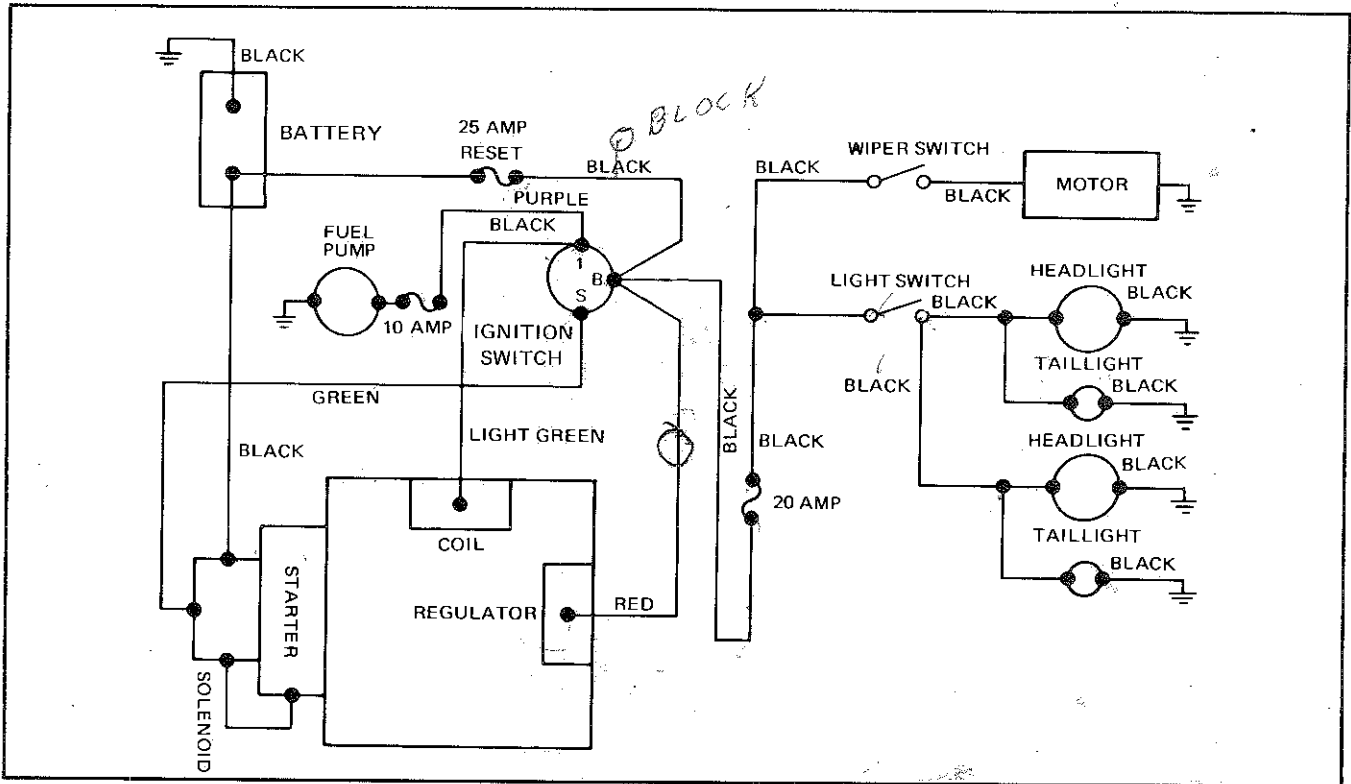 BLACK
BATTERY
25 AMP
RESET
BLACK
BLOCK
PURPLE
BLACK
FUEL
PUMP
10 AMP
1
B
S
IGNITION
SWITCH
GREEN
BLACK
LIGHT GREEN
COIL
REGULATOR
RED
STARTER
SOLENOID
BLACK
BLACK
20 AMP
BLACK
WIPER SWITCH
BLACK
MOTOR
LIGHT SWITCH
BLACK
BLACK
HEADLIGHT
BLACK
TAILLIGHT
BLACK
HEADLIGHT
BLACK
TAILLIGHT
BLACK